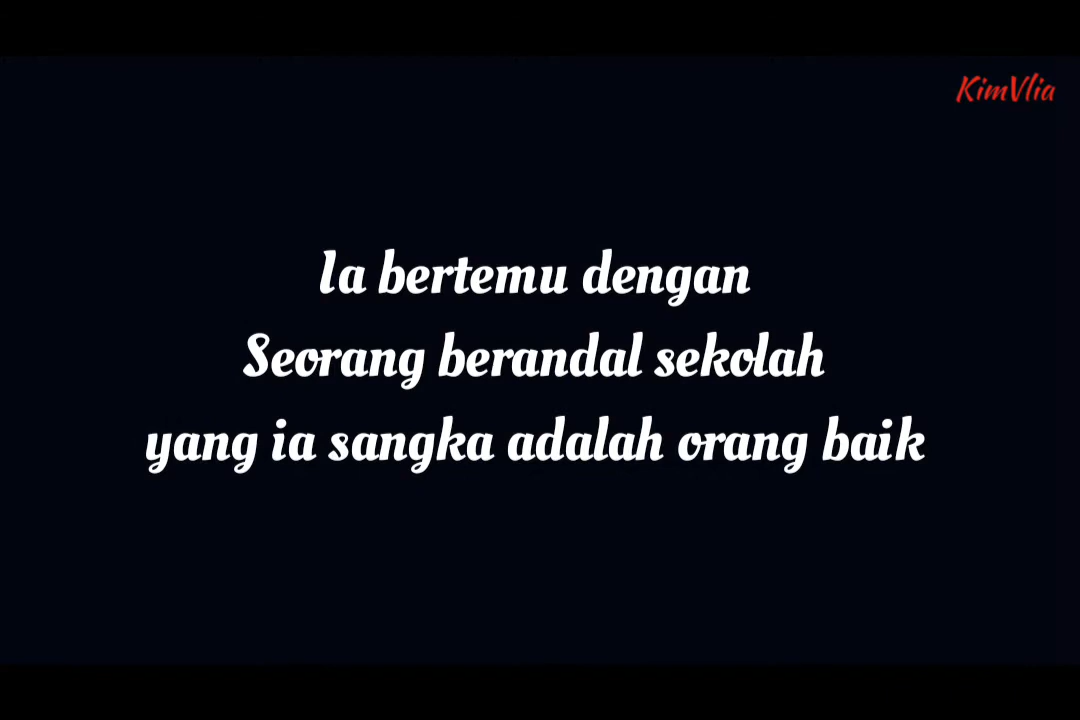 KimVlia
Ia bertemu dengan
Seorang berandal sekolah
yang ia sangka adalah orang baik